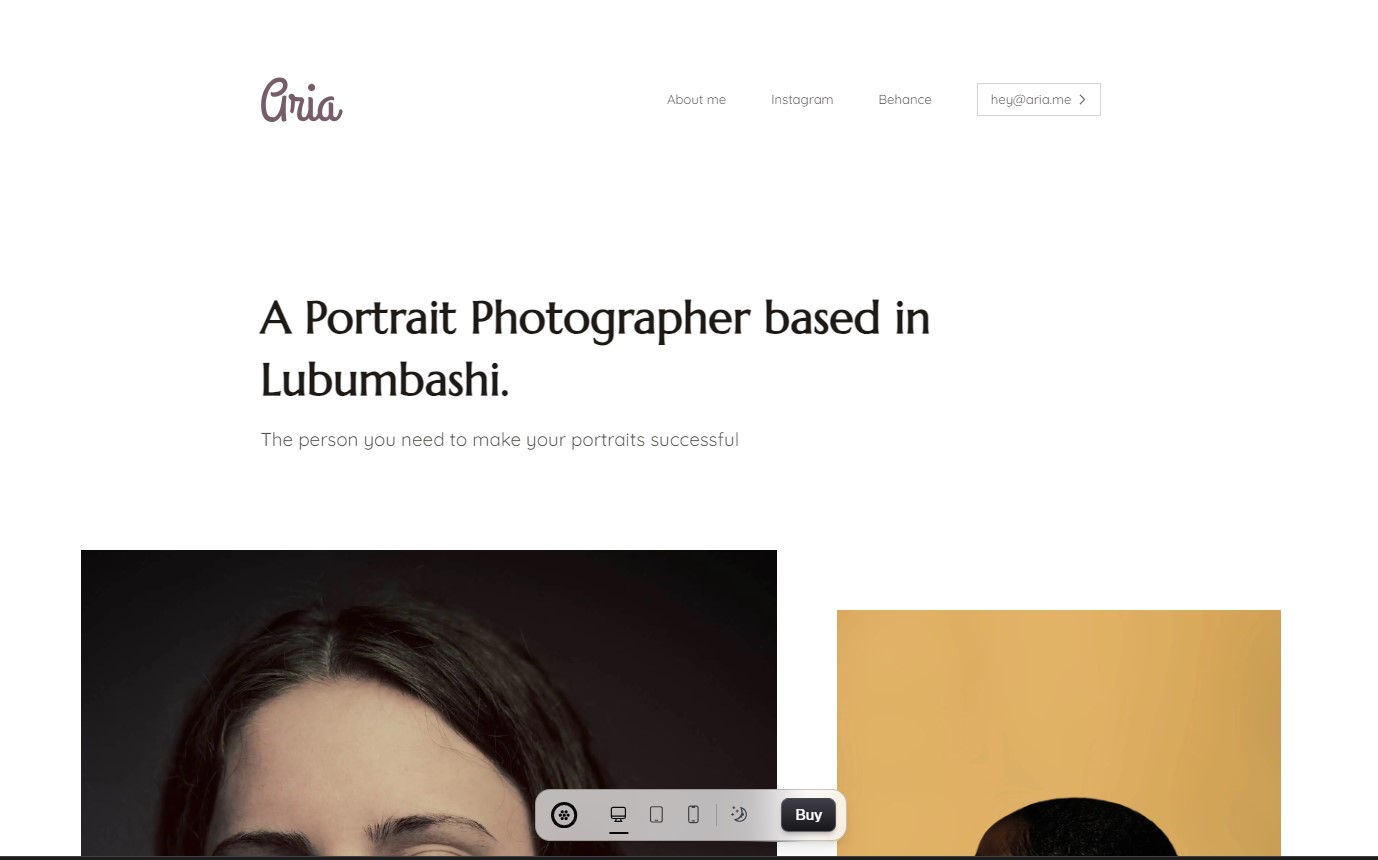 Aria
About me
Instagram
Behance
hey@aria.me
A Portrait Photographer based in
Lubumbashi.
The person you need to make your portraits successful
Buy